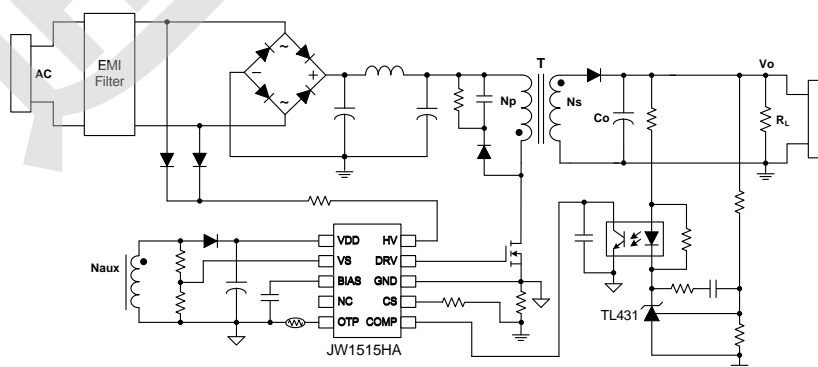 AC
EMI
Filter
~
−
+
~
T
Np
Ns
Co
Vo
RL
Naux
VDD
HV
VS
DRV
BIAS
GND
NC
CS
OTP
COMP
JW1515HA
TL431